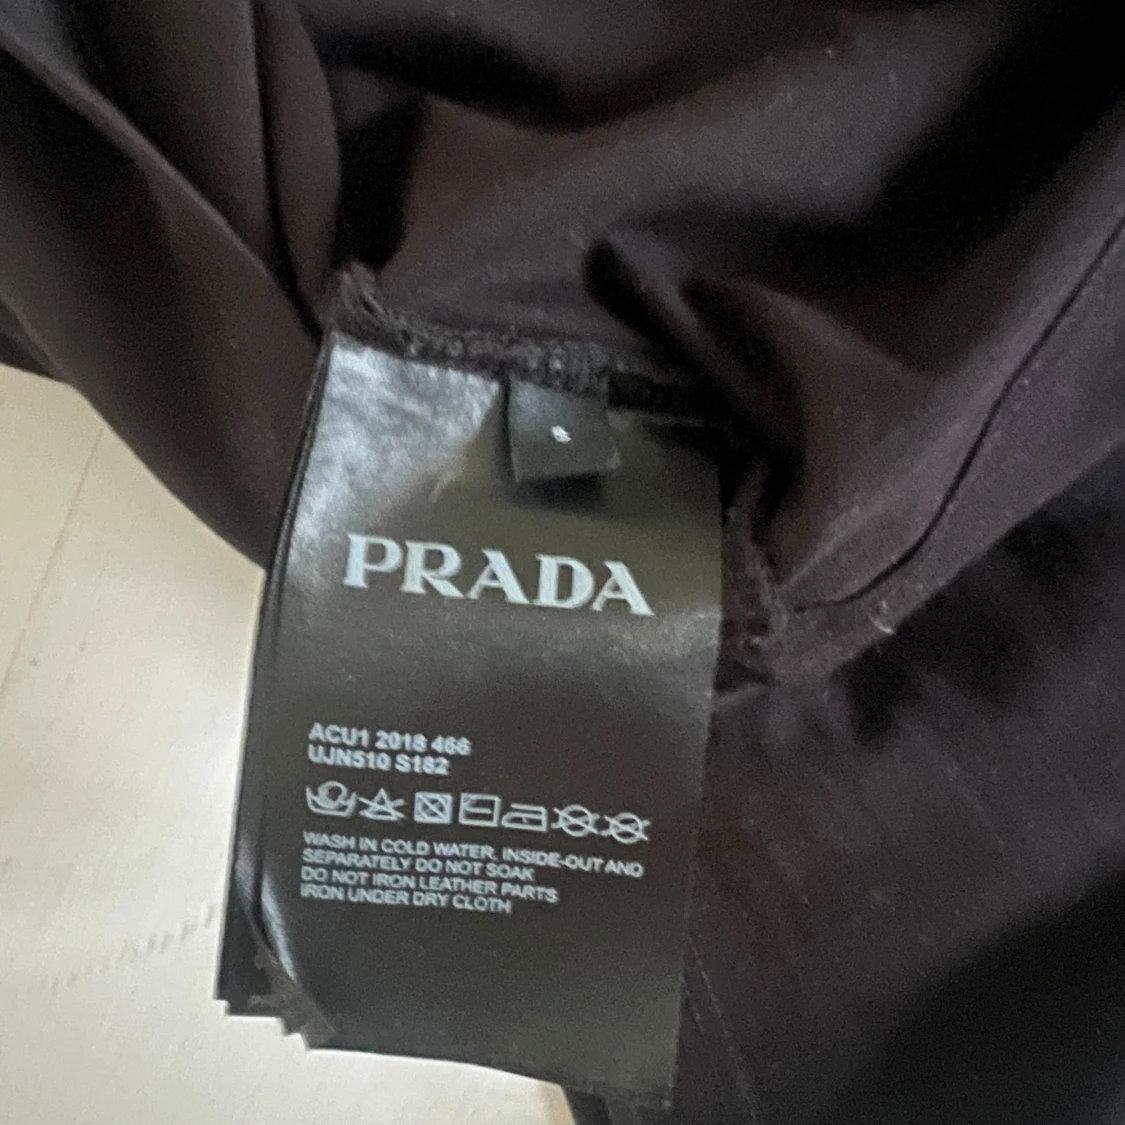 PRADA
ACU1 2018 466
UJN510 S182
WASH IN COLD WATER, INSIDE-OUT AND
SEPARATELY DO NOT SOAK
DO NOT IRON LEATHER PARTS
IRON UNDER DRY CLOTH